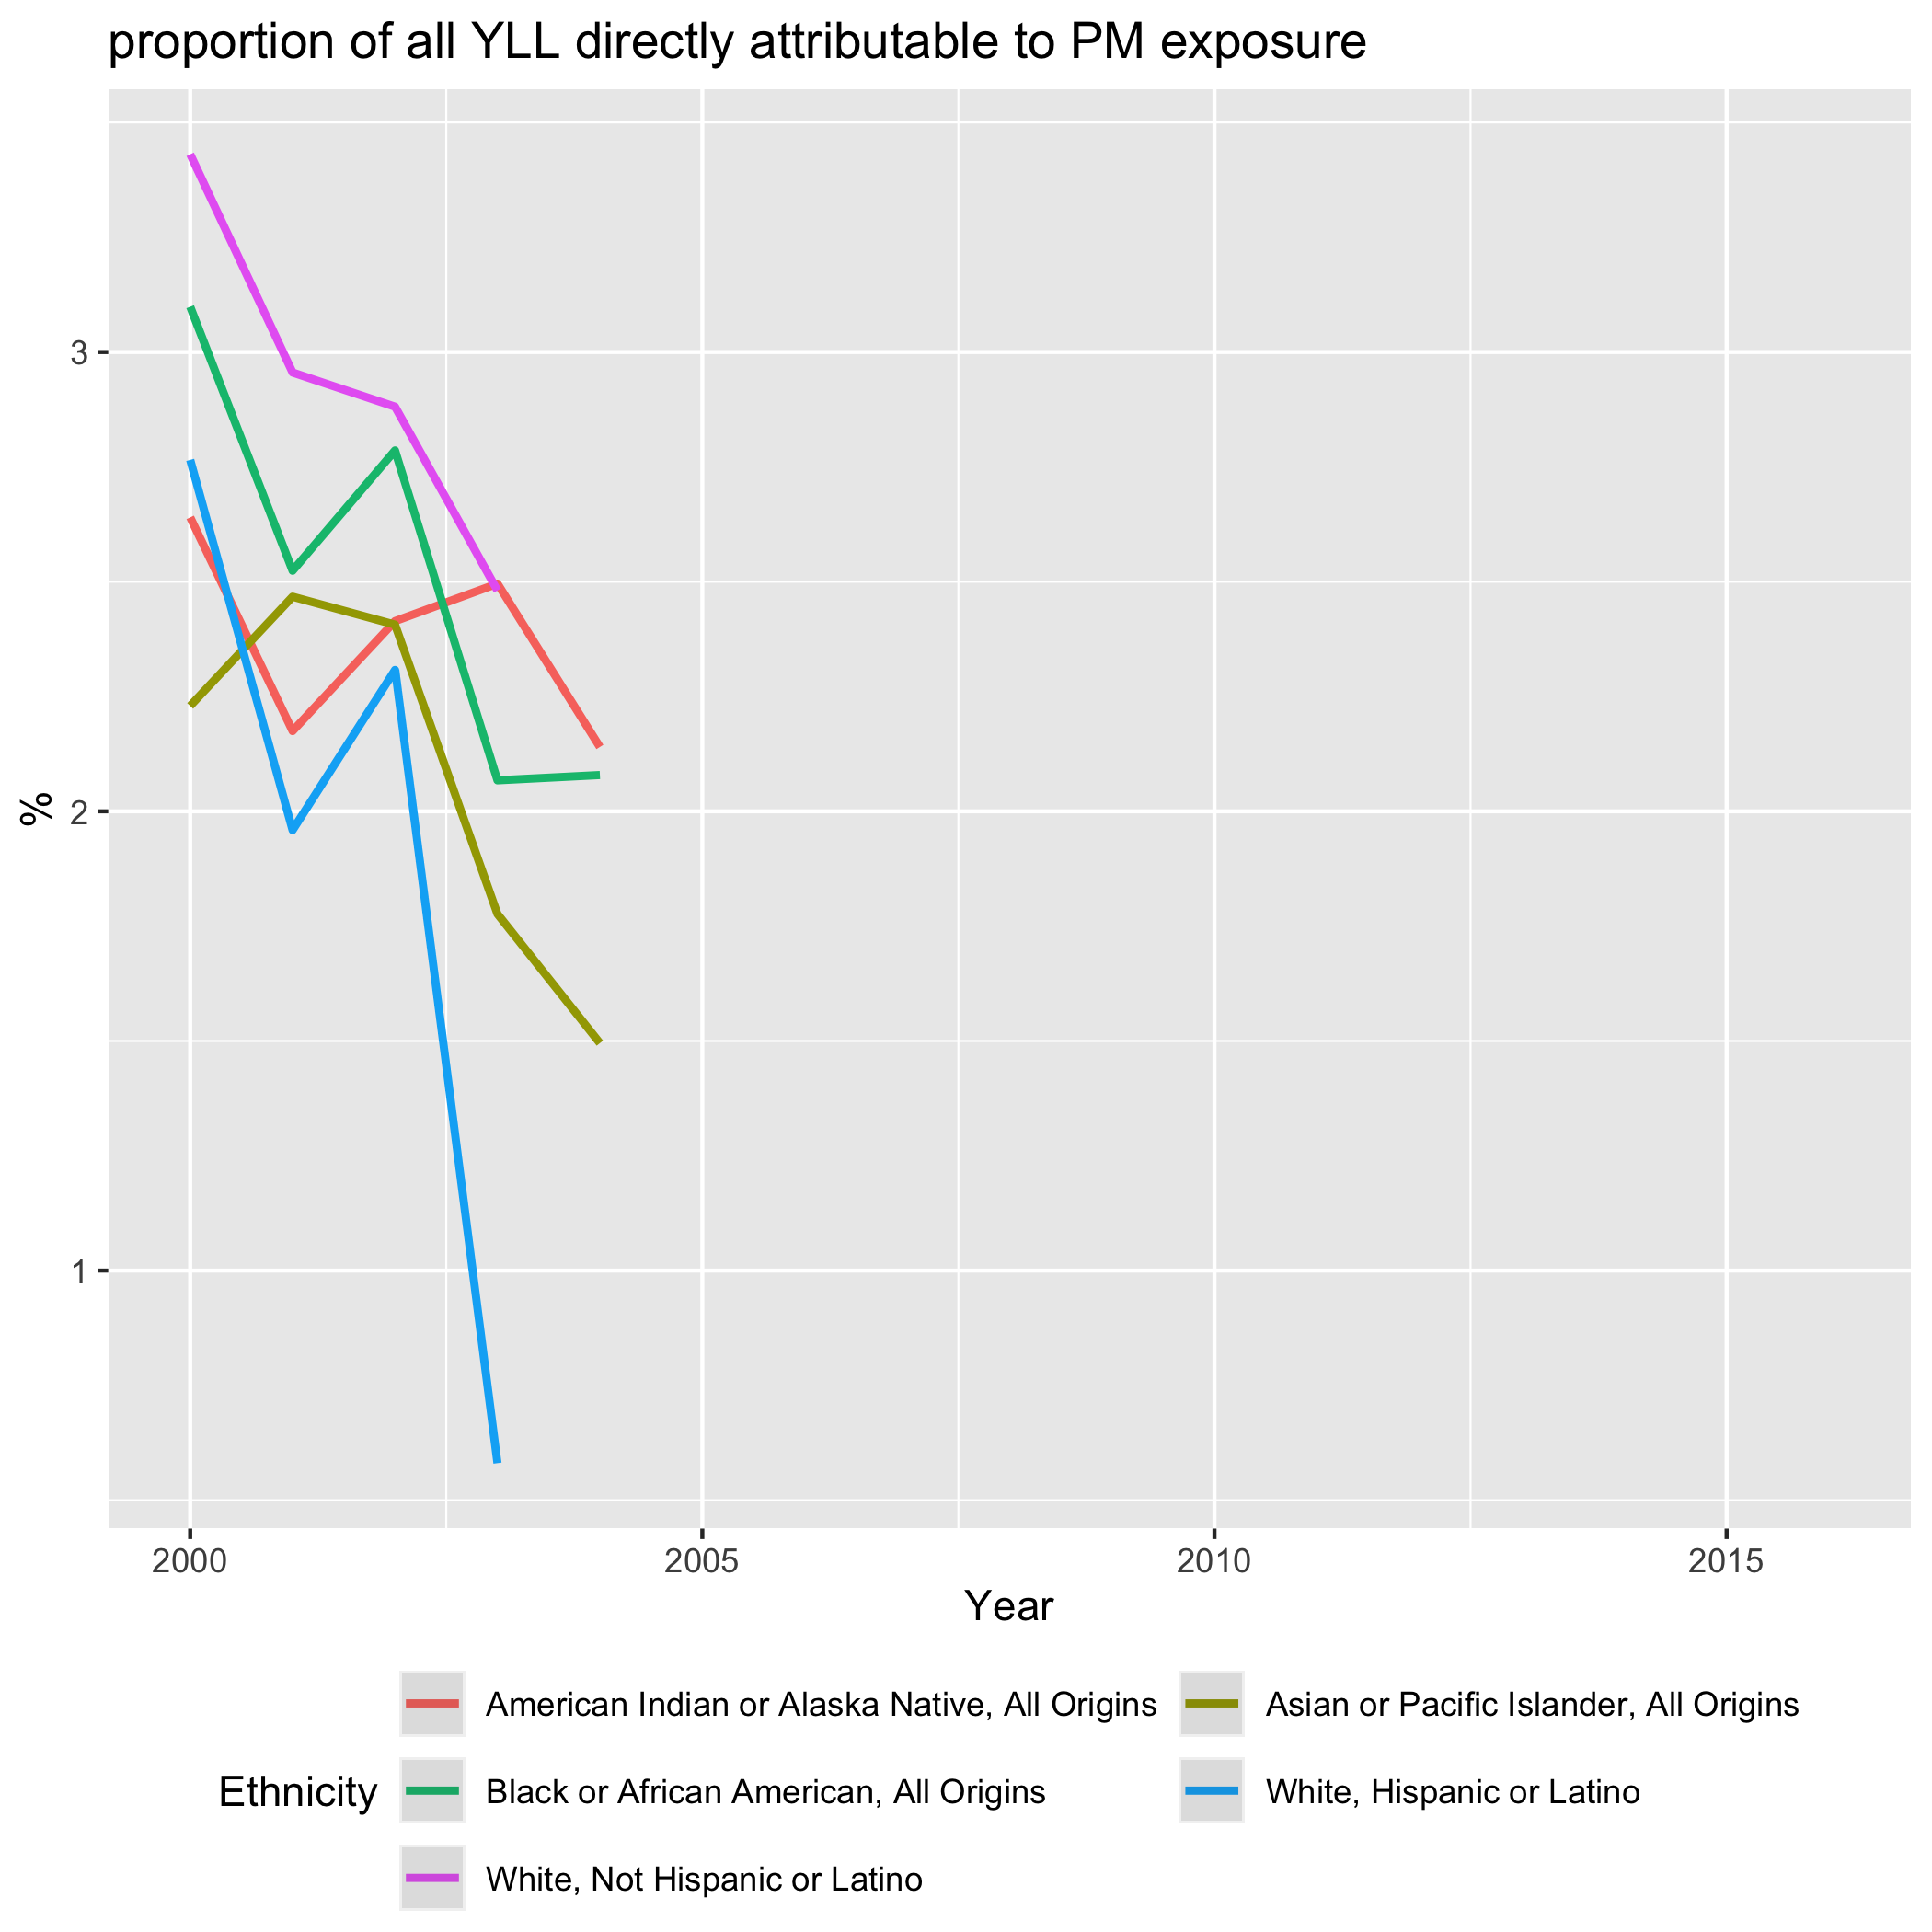 proportion of all YLL directly attributable to PM exposure
3
2
1
%
2000 2005 2010 2015
Year
Ethnicity
American Indian or Alaska Native, All Origins
Asian or Pacific Islander, All Origins
Black or African American, All Origins
White, Hispanic or Latino
White, Not Hispanic or Latino